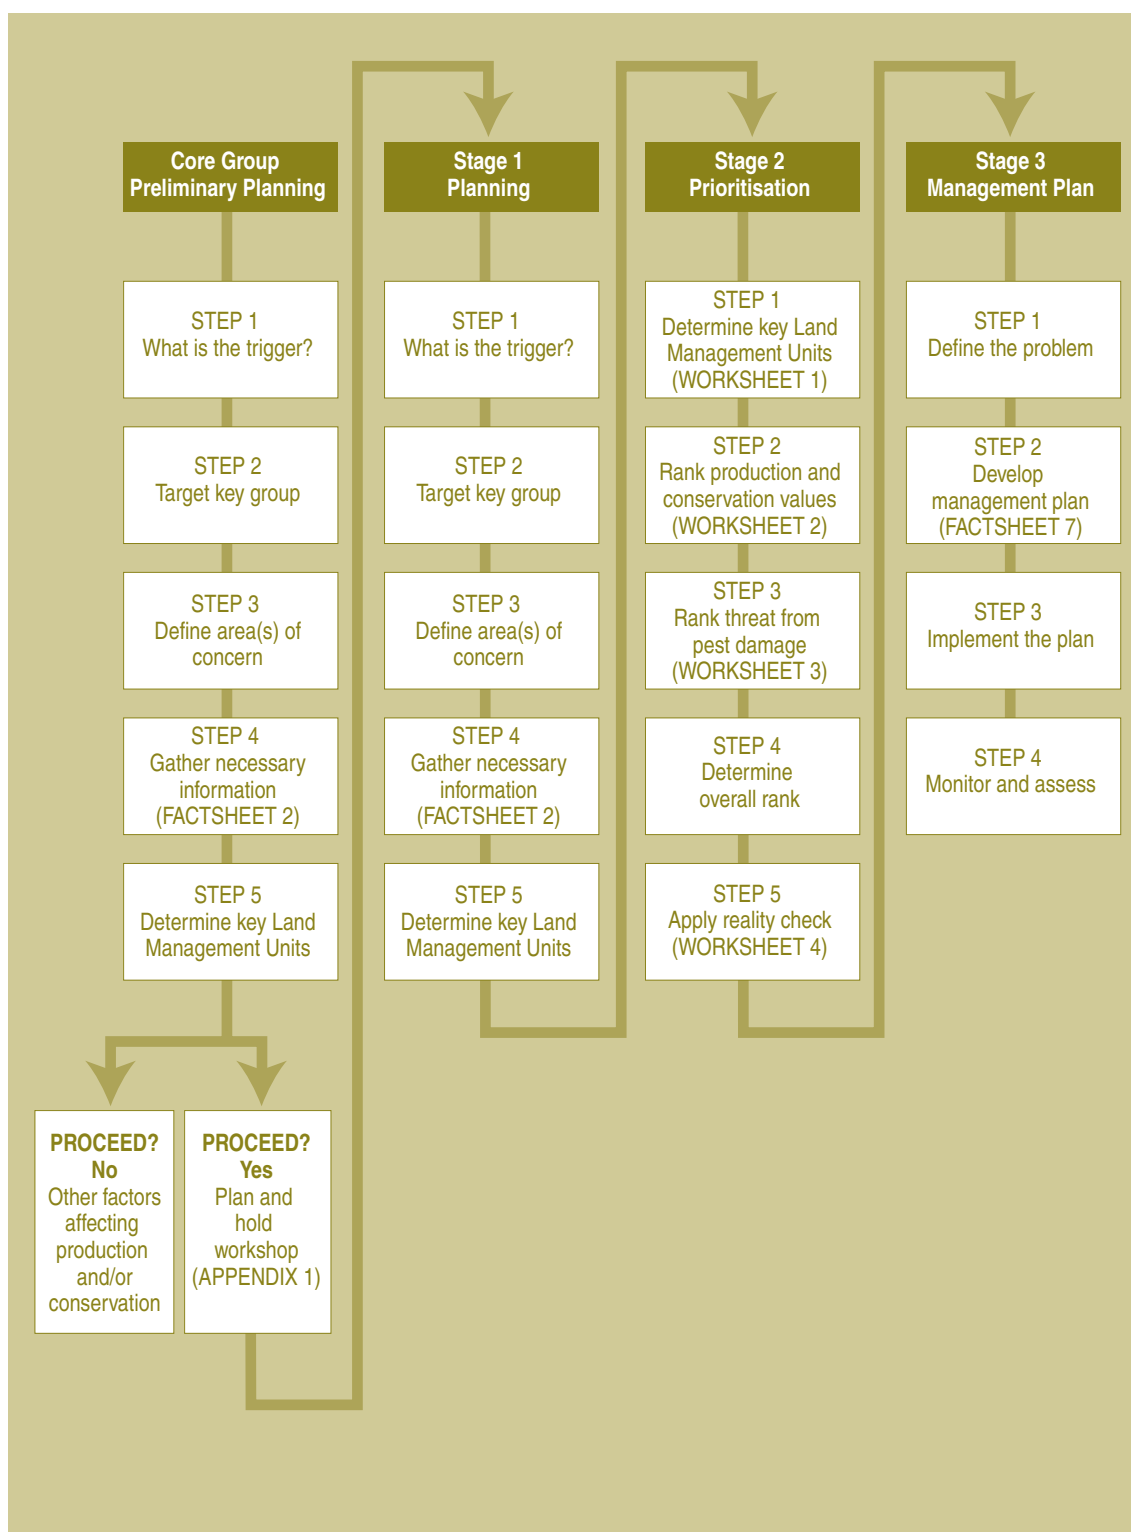 Core Group
Preliminary Planning
STEP 1
What is the trigger?
STEP 2
Target key group
STEP 3
Define area(s) of
concern
STEP 4
Gather necessary
information
(FACTSHEET 2)
STEP 5
Determine key Land
Management Units
PROCEED?
No
Other factors
affecting
production
and/or
conservation
PROCEED?
Yes
Plan and
hold
workshop
(APPENDIX 1)
Stage 1
Planning
STEP 1
What is the trigger?
STEP 2
Target key group
STEP 3
Define area(s) of
concern
STEP 4
Gather necessary
information
(FACTSHEET 2)
STEP 5
Determine key Land
Management Units
Stage 2
Prioritisation
STEP 1
Determine key Land
Management Units
(WORKSHEET 1)
STEP 2
Rank production and
conservation values
(WORKSHEET 2)
STEP 3
Rank threat from
pest damage
(WORKSHEET 3)
STEP 4
Determine
overall rank
STEP 5
Apply reality check
(WORKSHEET 4)
Stage 3
Management Plan
STEP 1
Define the problem
STEP 2
Develop
management plan
(FACTSHEET 7)
STEP 3
Implement the plan
STEP 4
Monitor and assess